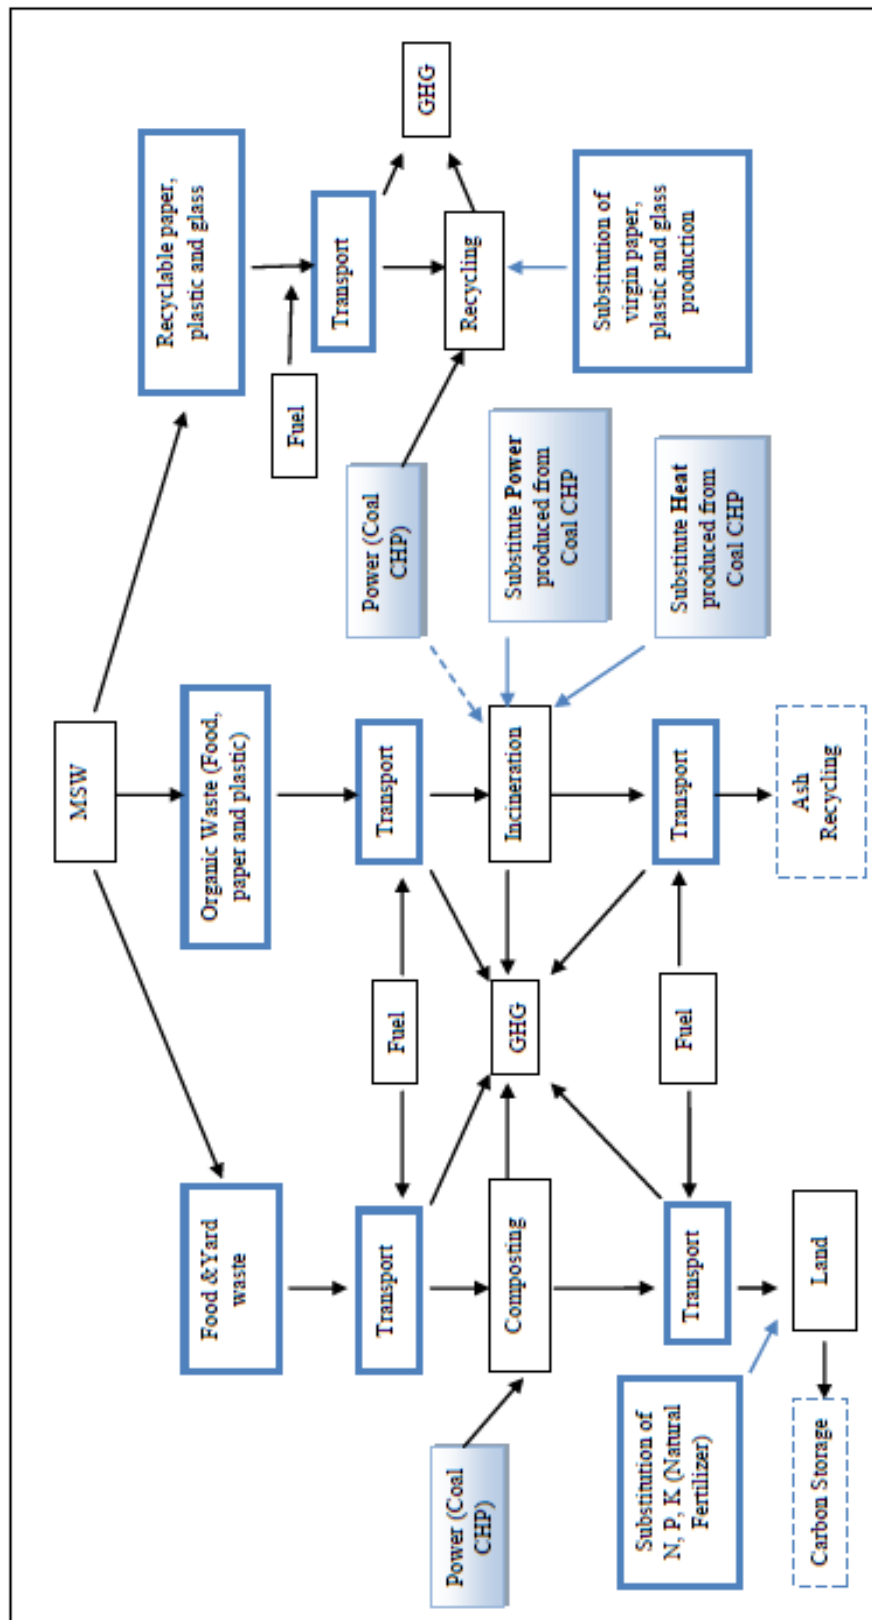 MSW
Food &Yard
waste
Organic Waste (Food,
paper and plastic)
Recyclable paper,
plastic and glass
Transport
Fuel
Transport
Fuel
Transport
GHG
Power (Coal
CHP)
Composting
GHG
Incineration
Power (Coal
CHP)
Recycling
Substitute Power
produced from
Coal CHP
Substitution of
virgin paper,
plastic and glass
production
Substitute Heat
produced from
Coal CHP
Substitution of
N, P, K (Natural
Fertilizer)
Transport
Fuel
Transport
Carbon Storage
Land
Ash
Recycling